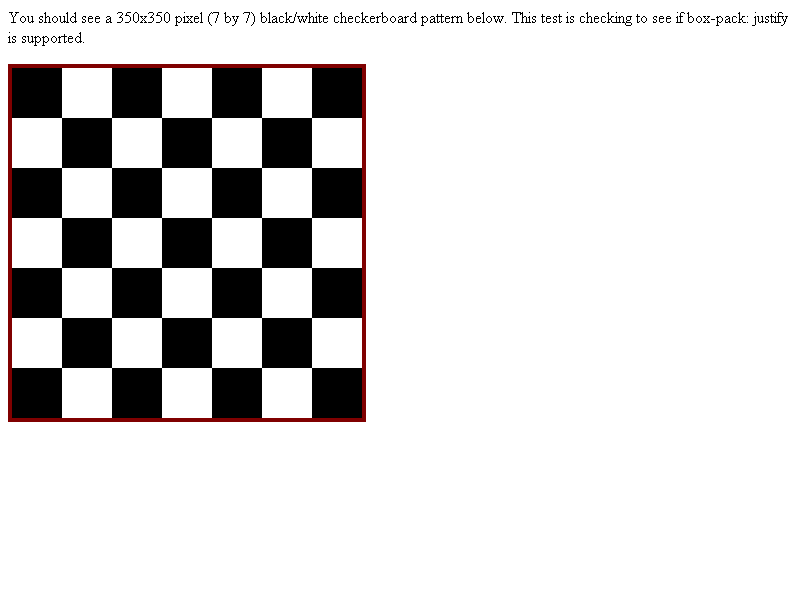 You should see a 350x350 pixel (7 by 7) black/white checkerboard pattern below. This test is checking to see if box-pack: justify
is supported.